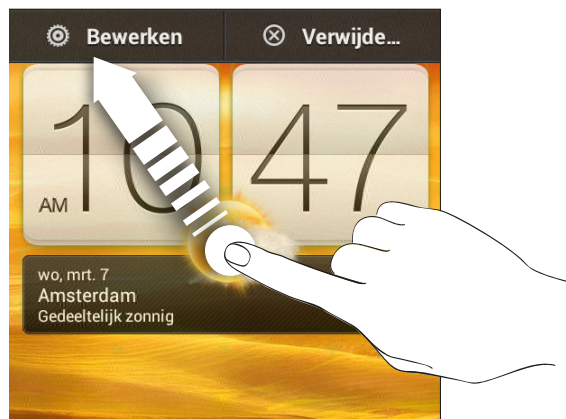 Bewerken
Verwijde...
10 47
AM
wo, mrt. 7
Amsterdam
Gedeeltelijk zonnig